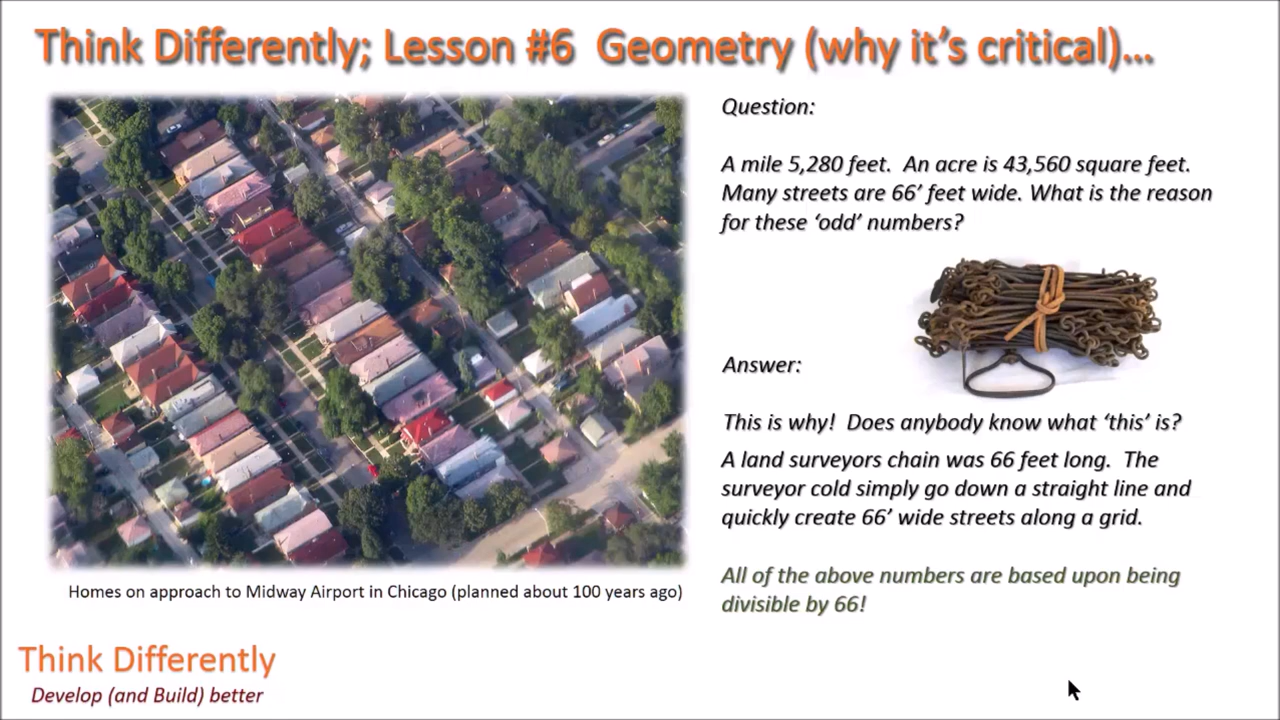 Think Differently; Lesson #6 Geometry (why it's critical)...
Question:
A mile 5,280 feet. An acre is 43,560 square feet.
Many streets are 66' feet wide. What is the reason
for these 'odd' numbers?
Answer:
This is why! Does anybody know what 'this' is?
A land surveyors chain was 66 feet long. The
surveyor cold simply go down a straight line and
quickly create 66' wide streets along a grid.
All of the above numbers are based upon being
divisible by 66!
Homes on approach to Midway Airport in Chicago (planned about 100 years ago)
Think Differently
Develop (and Build) better